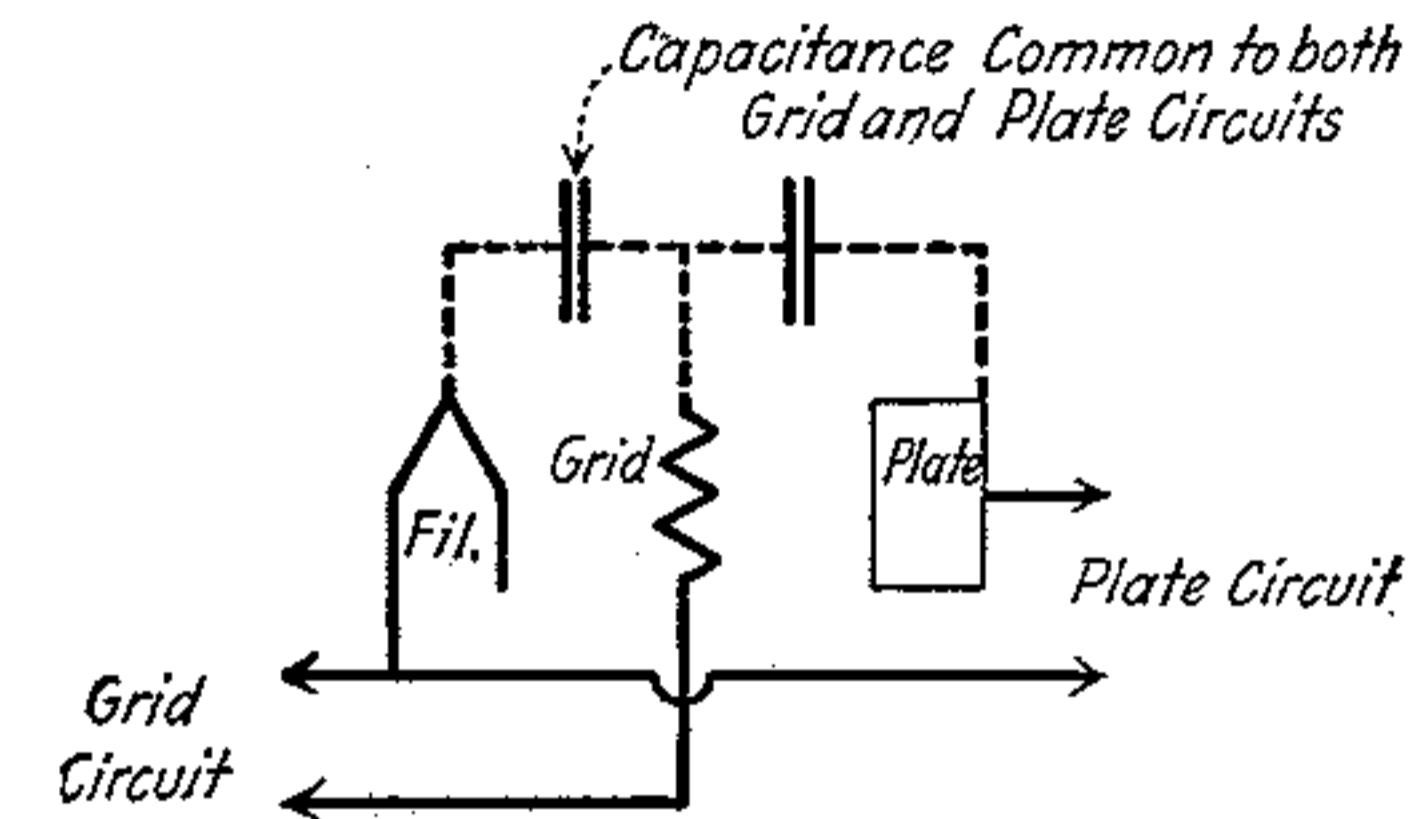 Capacitance Common to both
Grid and Plate Circuits
Grid
Plate
Fil.
Plate Circuit
Grid
Circuit